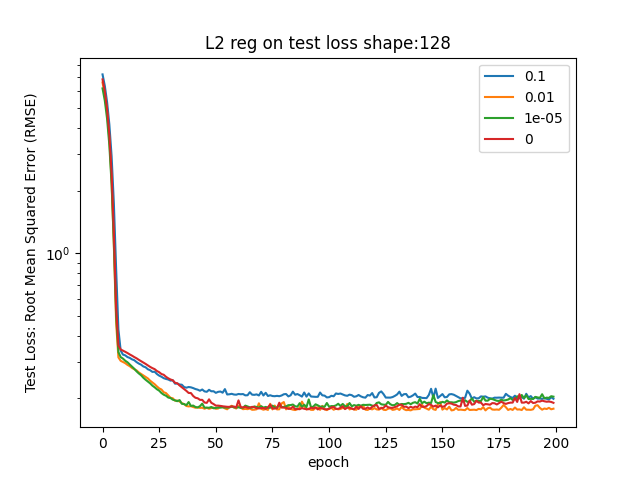 L2 reg on test loss shape:128
Test Loss: Root Mean Squared Error (RMSE)
10⁰
0.1
0.01
1e-05
0
0 25 50 75 100 125 150 175 200
epoch